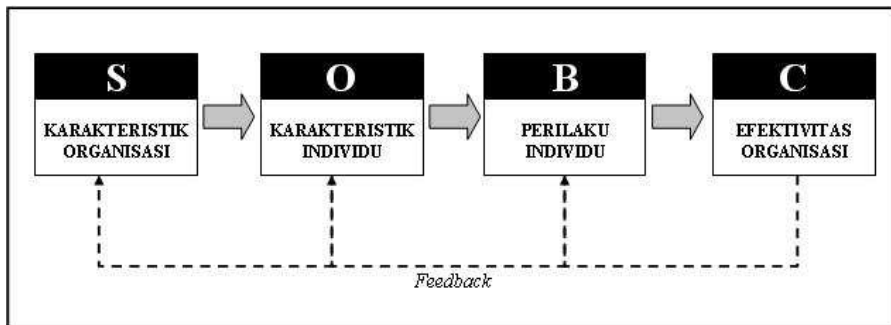 S
KARAKTERISTIK
ORGANISASI
O
KARAKTERISTIK
INDIVIDU
B
PERILAKU
INDIVIDU
C
EFEKTIVITAS
ORGANISASI
Feedback